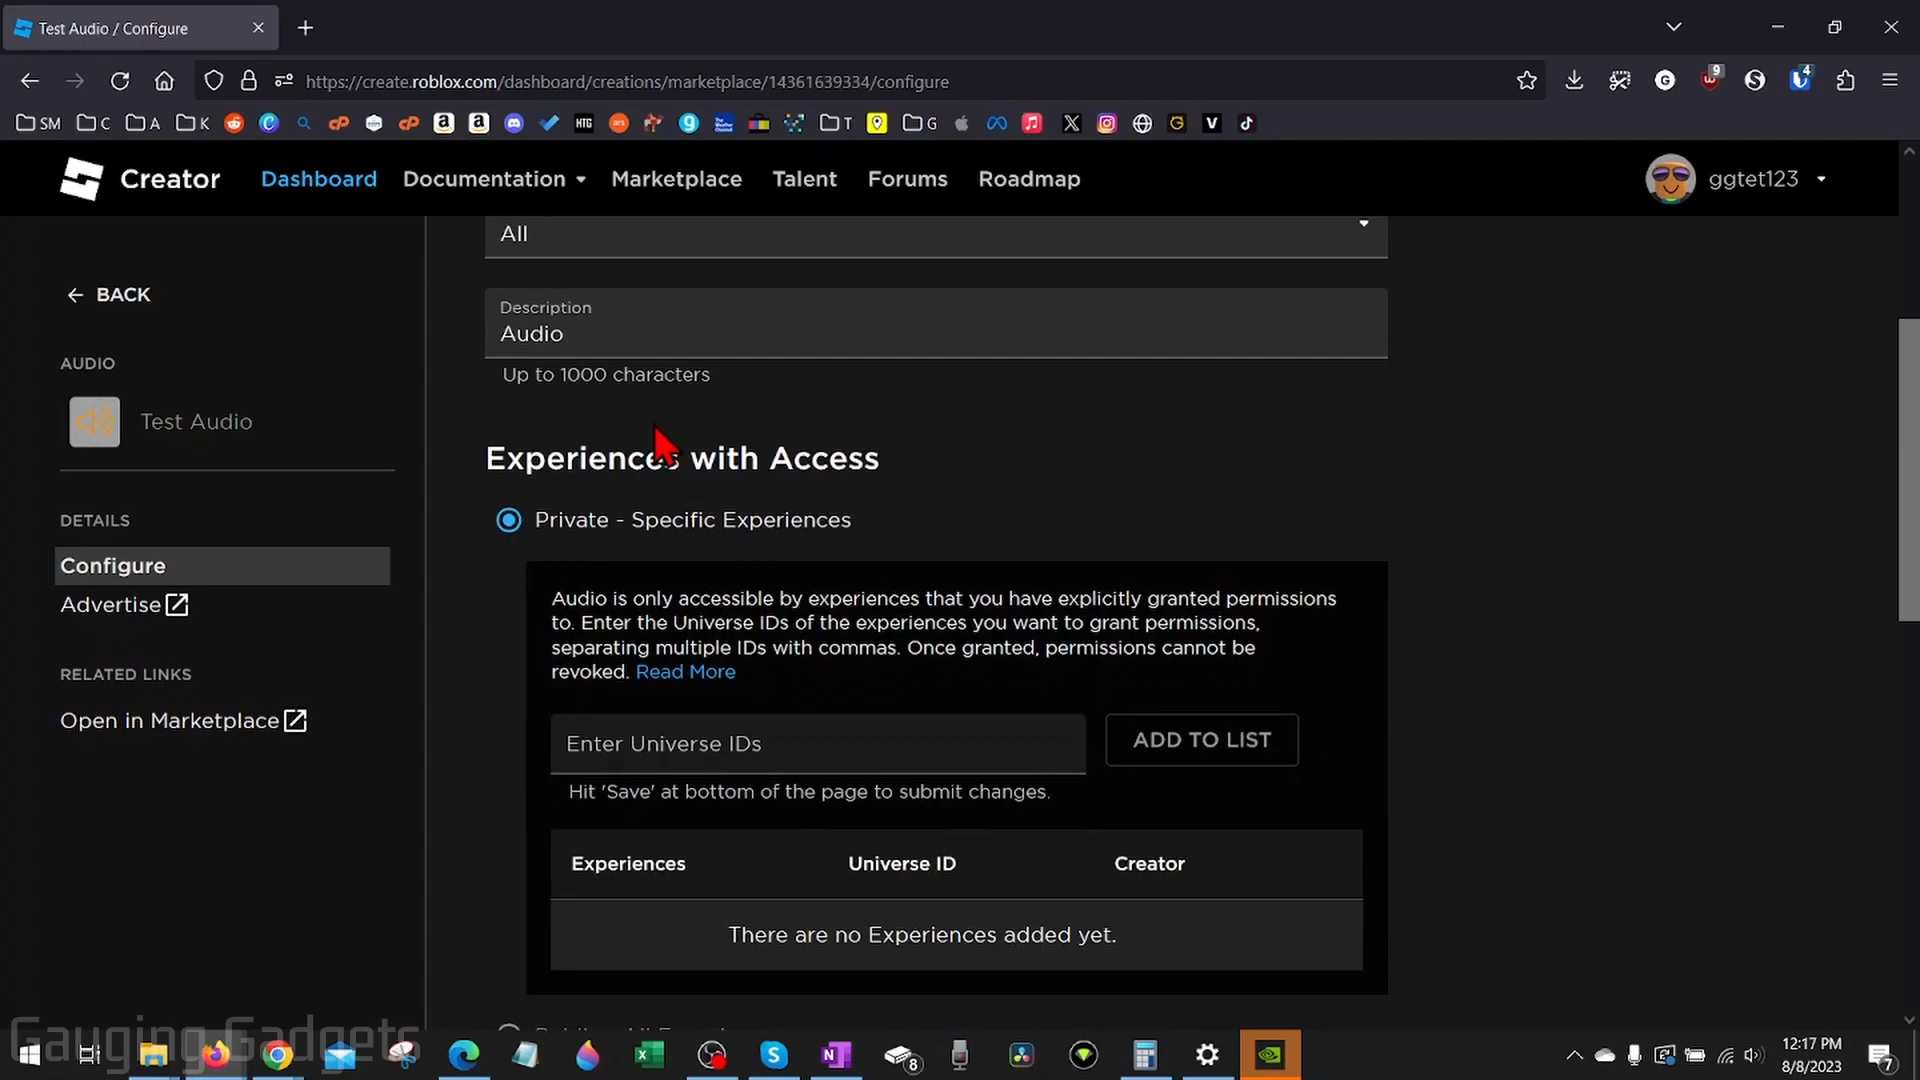 Test Audio / Configure
https://create.roblox.com/dashboard/creations/marketplace/14361639334/configure
9
4
SM
C
A
K
HTG
T
G
Creator
Dashboard
Documentation
Marketplace
Talent
Forums
Roadmap
ggtet123
BACK
AUDIO
Test Audio
DETAILS
Configure
Advertise
RELATED LINKS
Open in Marketplace
All
Description
Audio
Up to 1000 characters
Experiences with Access
Private - Specific Experiences
Audio is only accessible by experiences that you have explicitly granted permissions
to. Enter the Universe IDs of the experiences you want to grant permissions,
separating multiple IDs with commas. Once granted, permissions cannot be
revoked. Read More
Enter Universe IDs
ADD TO LIST
Hit 'Save' at bottom of the page to submit changes.
Experiences
Universe ID
Creator
There are no Experiences added yet.
Gauging Gadgets
8
12:17 PM
8/8/2023
7